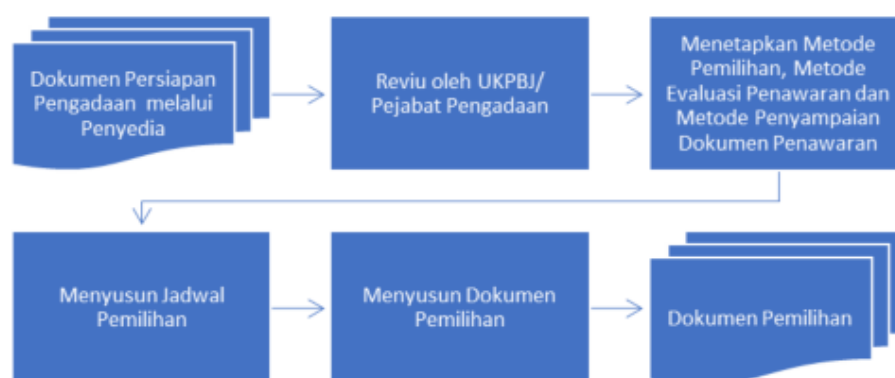 Dokumen Persiapan
Pengadaan melalui
Penyedia
Reviu oleh UKPBJ/
Pejabat Pengadaan
Menetapkan Metode
Pemilihan, Metode
Evaluasi Penawaran dan
Metode Penyampaian
Dokumen Penawaran
Menyusun Jadwal
Pemilihan
Menyusun Dokumen
Pemilihan
Dokumen Pemilihan